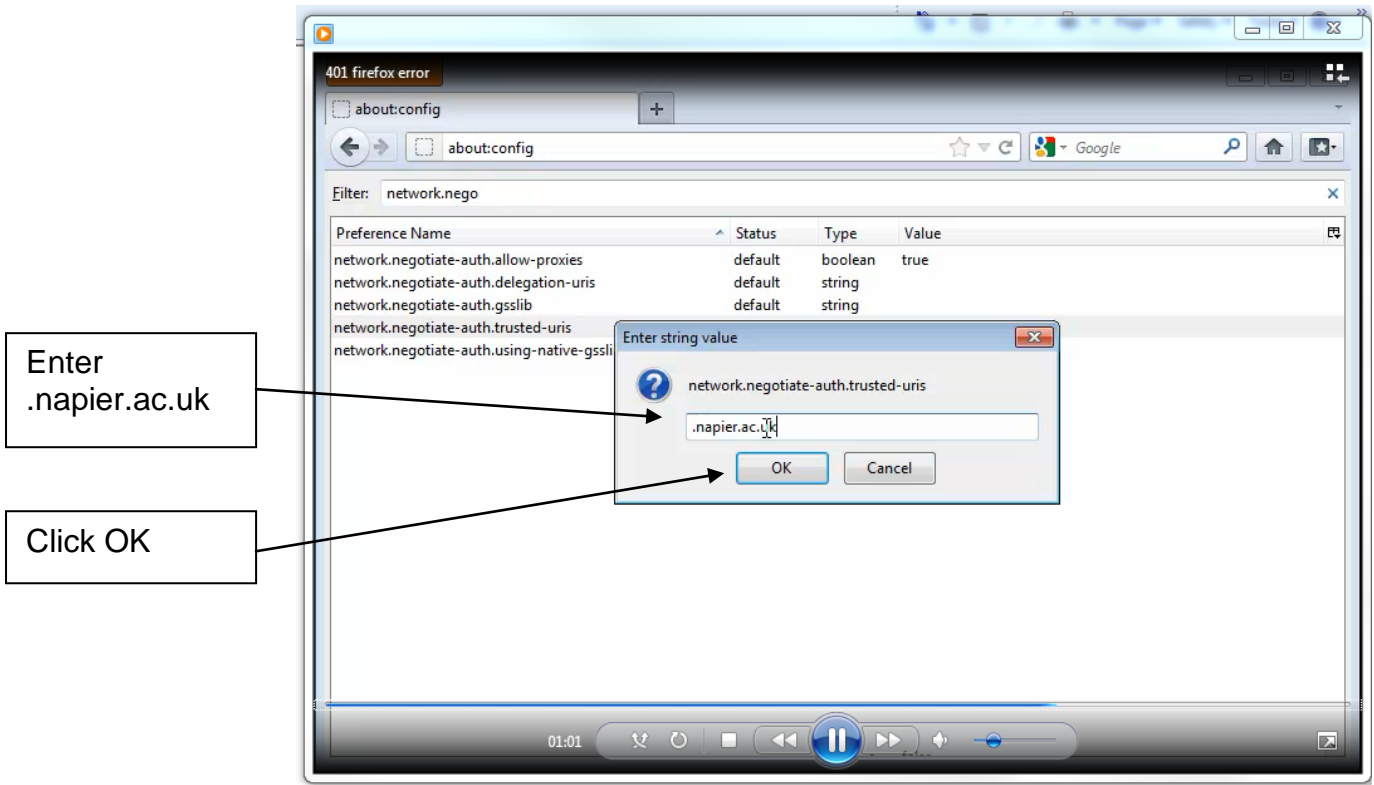 401 firefox error
about:config
+
about:config
Google
Filter: network.nego
Preference Name Status Type Value
network.negotiate-auth.allow-proxies default boolean true
network.negotiate-auth.delegation-uris default string
network.negotiate-auth.gsslib default string
network.negotiate-auth.trusted-uris
network.negotiate-auth.using-native-gssli
Enter string value
network.negotiate-auth.trusted-uris
.napier.ac.uk
OK Cancel
Enter
.napier.ac.uk
Click OK
01:01